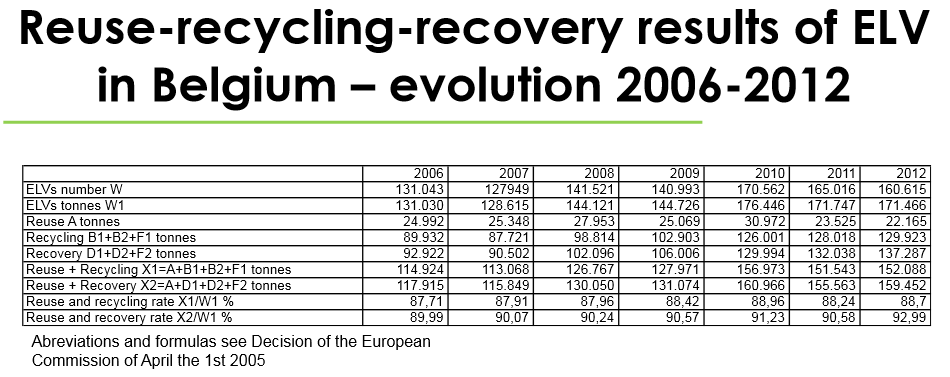 Reuse-recycling-recovery results of ELV
in Belgium – evolution 2006-2012
2006 2007 2008 2009 2010 2011 2012
ELVs number W 131.043 127949 141.521 140.993 170.562 165.016 160.615
ELVs tonnes W1 131.030 128.615 144.121 144.726 176.446 171.747 171.466
Reuse A tonnes 24.992 25.348 27.953 25.069 30.972 23.525 22.165
Recycling B1+B2+F1 tonnes 89.932 87.721 98.814 102.903 126.001 128.018 129.923
Recovery D1+D2+F2 tonnes 92.922 90.502 102.096 106.006 129.994 132.038 137.287
Reuse + Recycling X1=A+B1+B2+F1 tonnes 114.924 113.068 126.767 127.971 156.973 151.543 152.088
Reuse + Recovery X2=A+D1+D2+F2 tonnes 117.915 115.849 130.050 131.074 160.966 155.563 159.452
Reuse and recycling rate X1/W1 % 87,71 87,91 87,96 88,42 88,96 88,24 88,7
Reuse and recovery rate X2/W1 % 89,99 90,07 90,24 90,57 91,23 90,58 92,99
Abreviations and formulas see Decision of the European
Commission of April the 1st 2005